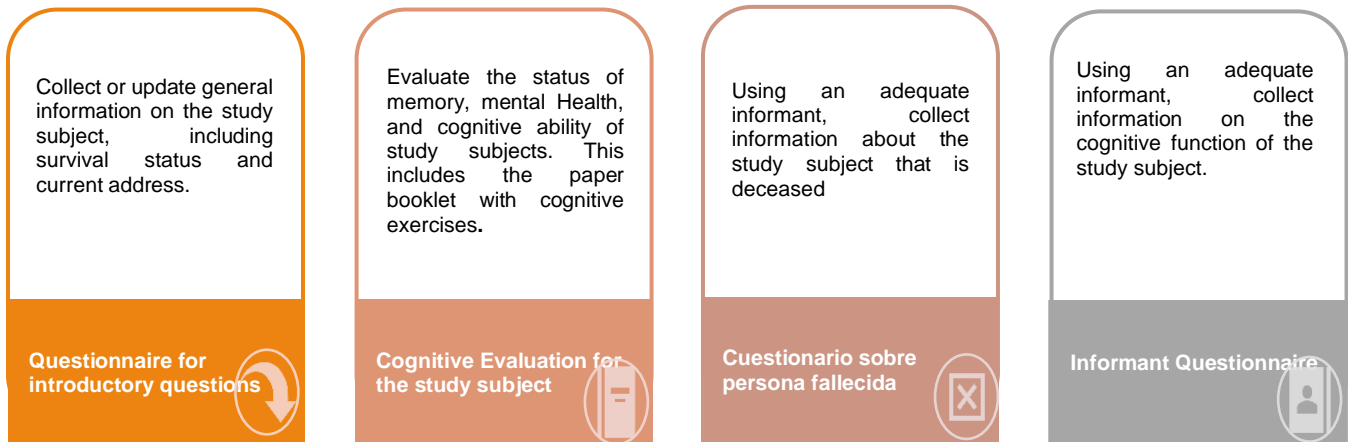 Collect or update general
information on the study
subject, including
survival status and
current address.
Questionnaire for
introductory questions
Evaluate the status of
memory, mental Health,
and cognitive ability of
study subjects. This
includes the paper
booklet with cognitive
exercises.
Cognitive Evaluation for
the study subject
Using an adequate
informant, collect
information about the
study subject that is
deceased
Cuestionario sobre
persona fallecida
Using an adequate
informant, collect
information on the
cognitive function of the
study subject.
Informant Questionnaire